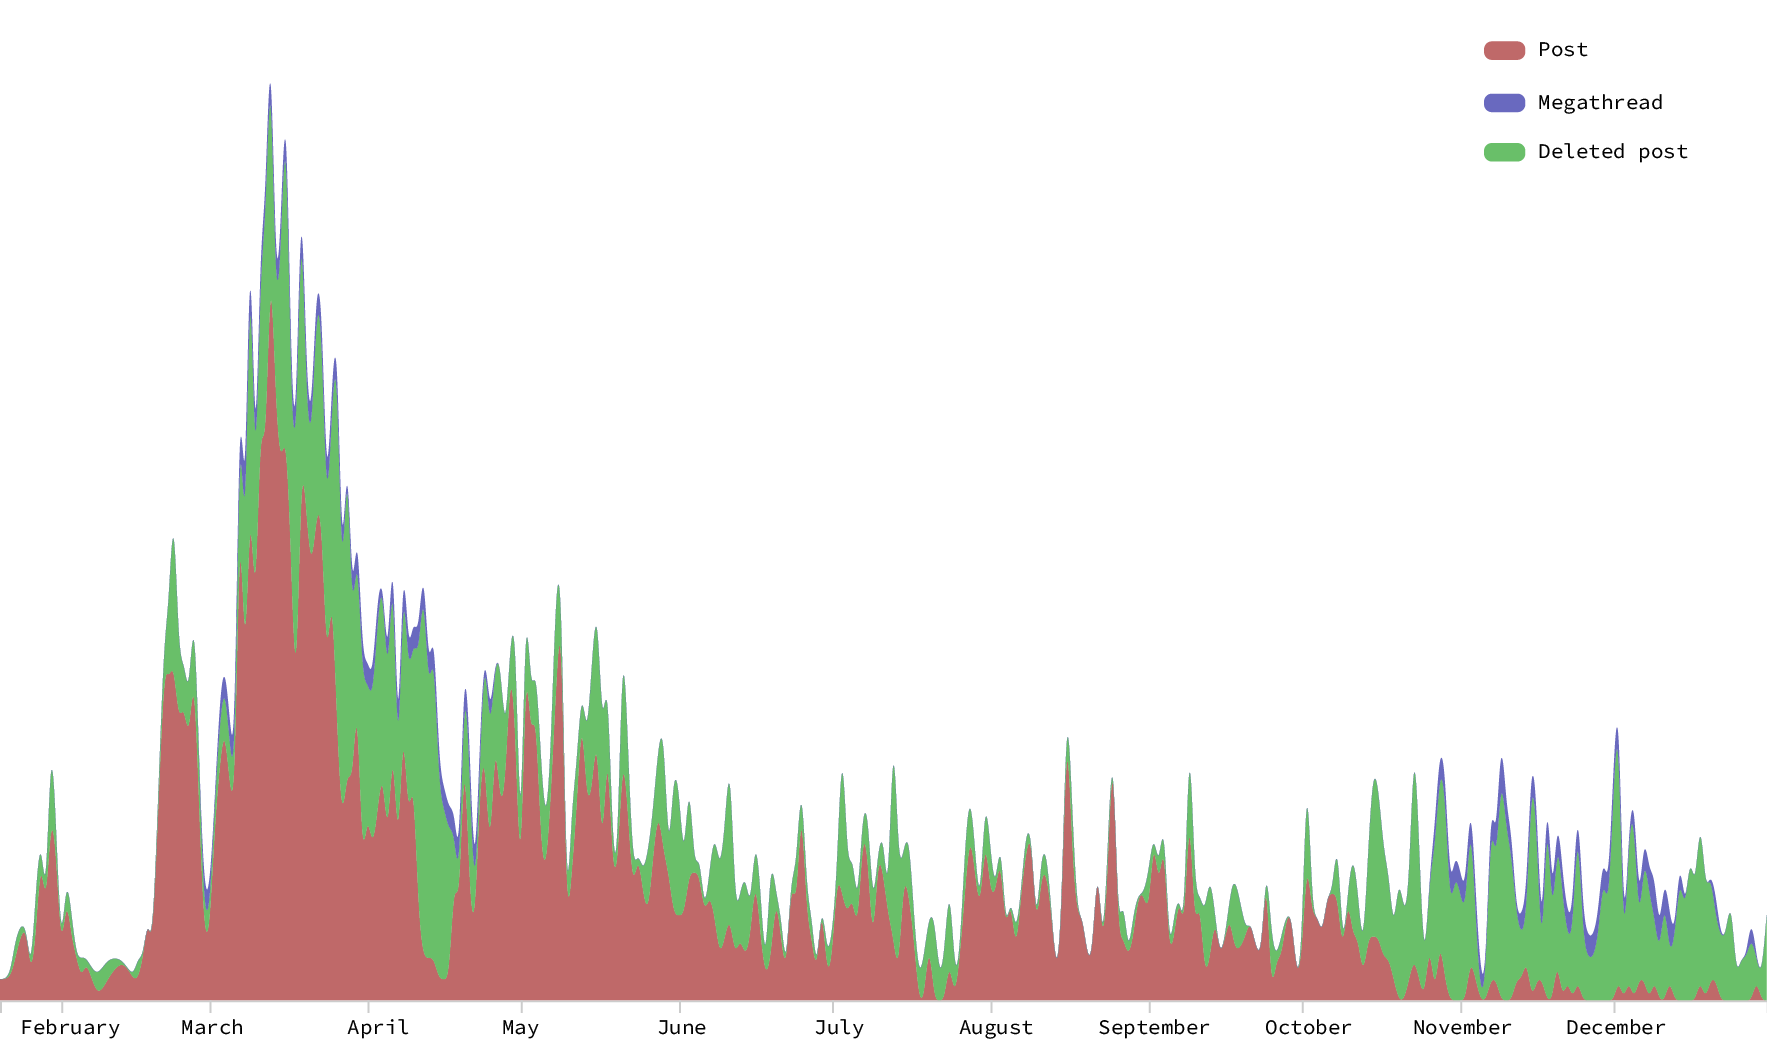 Post
Megathread
Deleted post
February March April May June July August September October November December